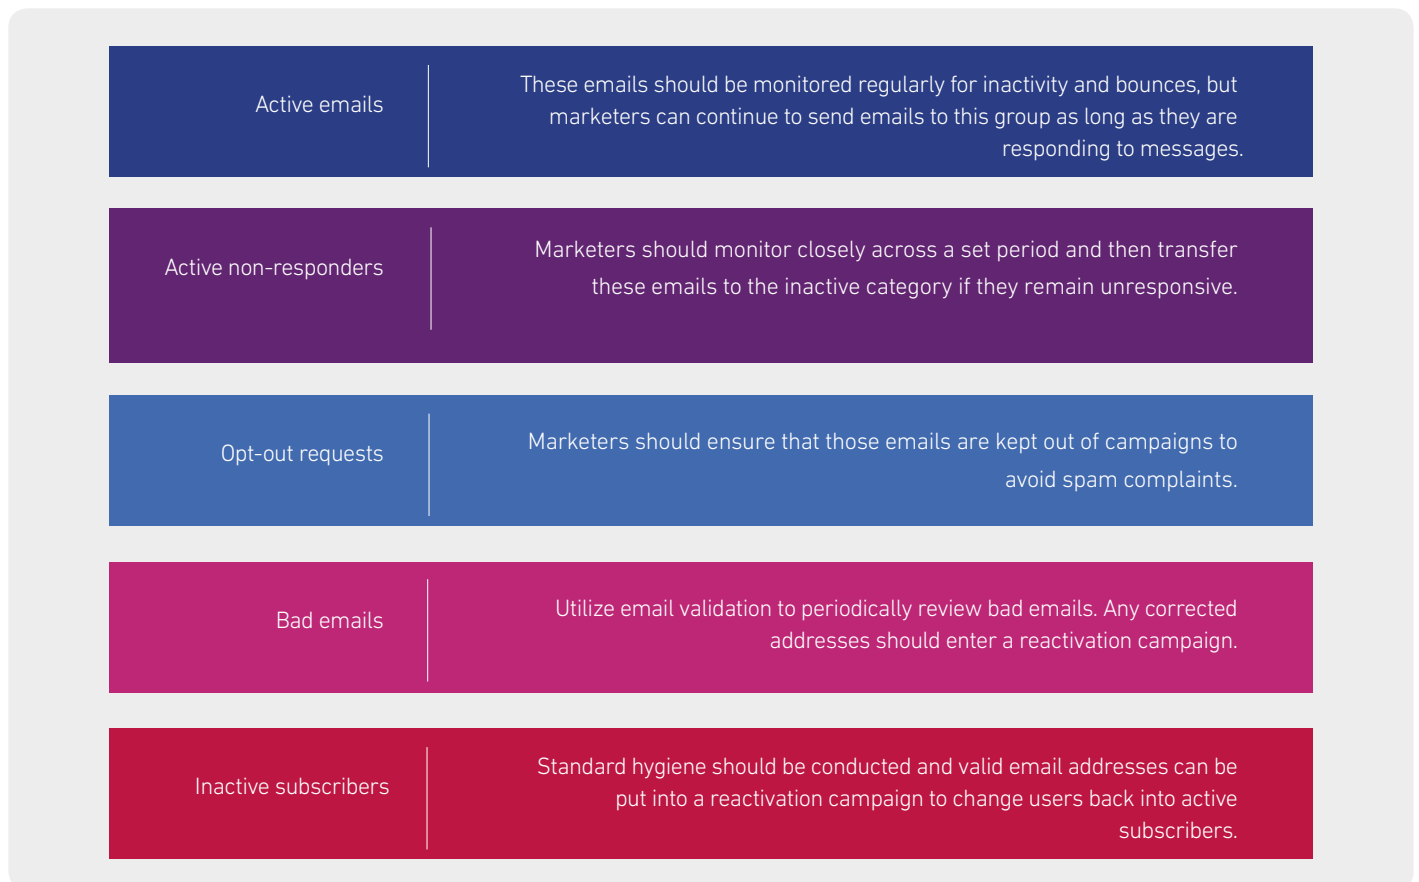 Active emails
These emails should be monitored regularly for inactivity and bounces, but
marketers can continue to send emails to this group as long as they are
responding to messages.
Active non-responders
Marketers should monitor closely across a set period and then transfer
these emails to the inactive category if they remain unresponsive.
Opt-out requests
Marketers should ensure that those emails are kept out of campaigns to
avoid spam complaints.
Bad emails
Utilize email validation to periodically review bad emails. Any corrected
addresses should enter a reactivation campaign.
Inactive subscribers
Standard hygiene should be conducted and valid email addresses can be
put into a reactivation campaign to change users back into active
subscribers.